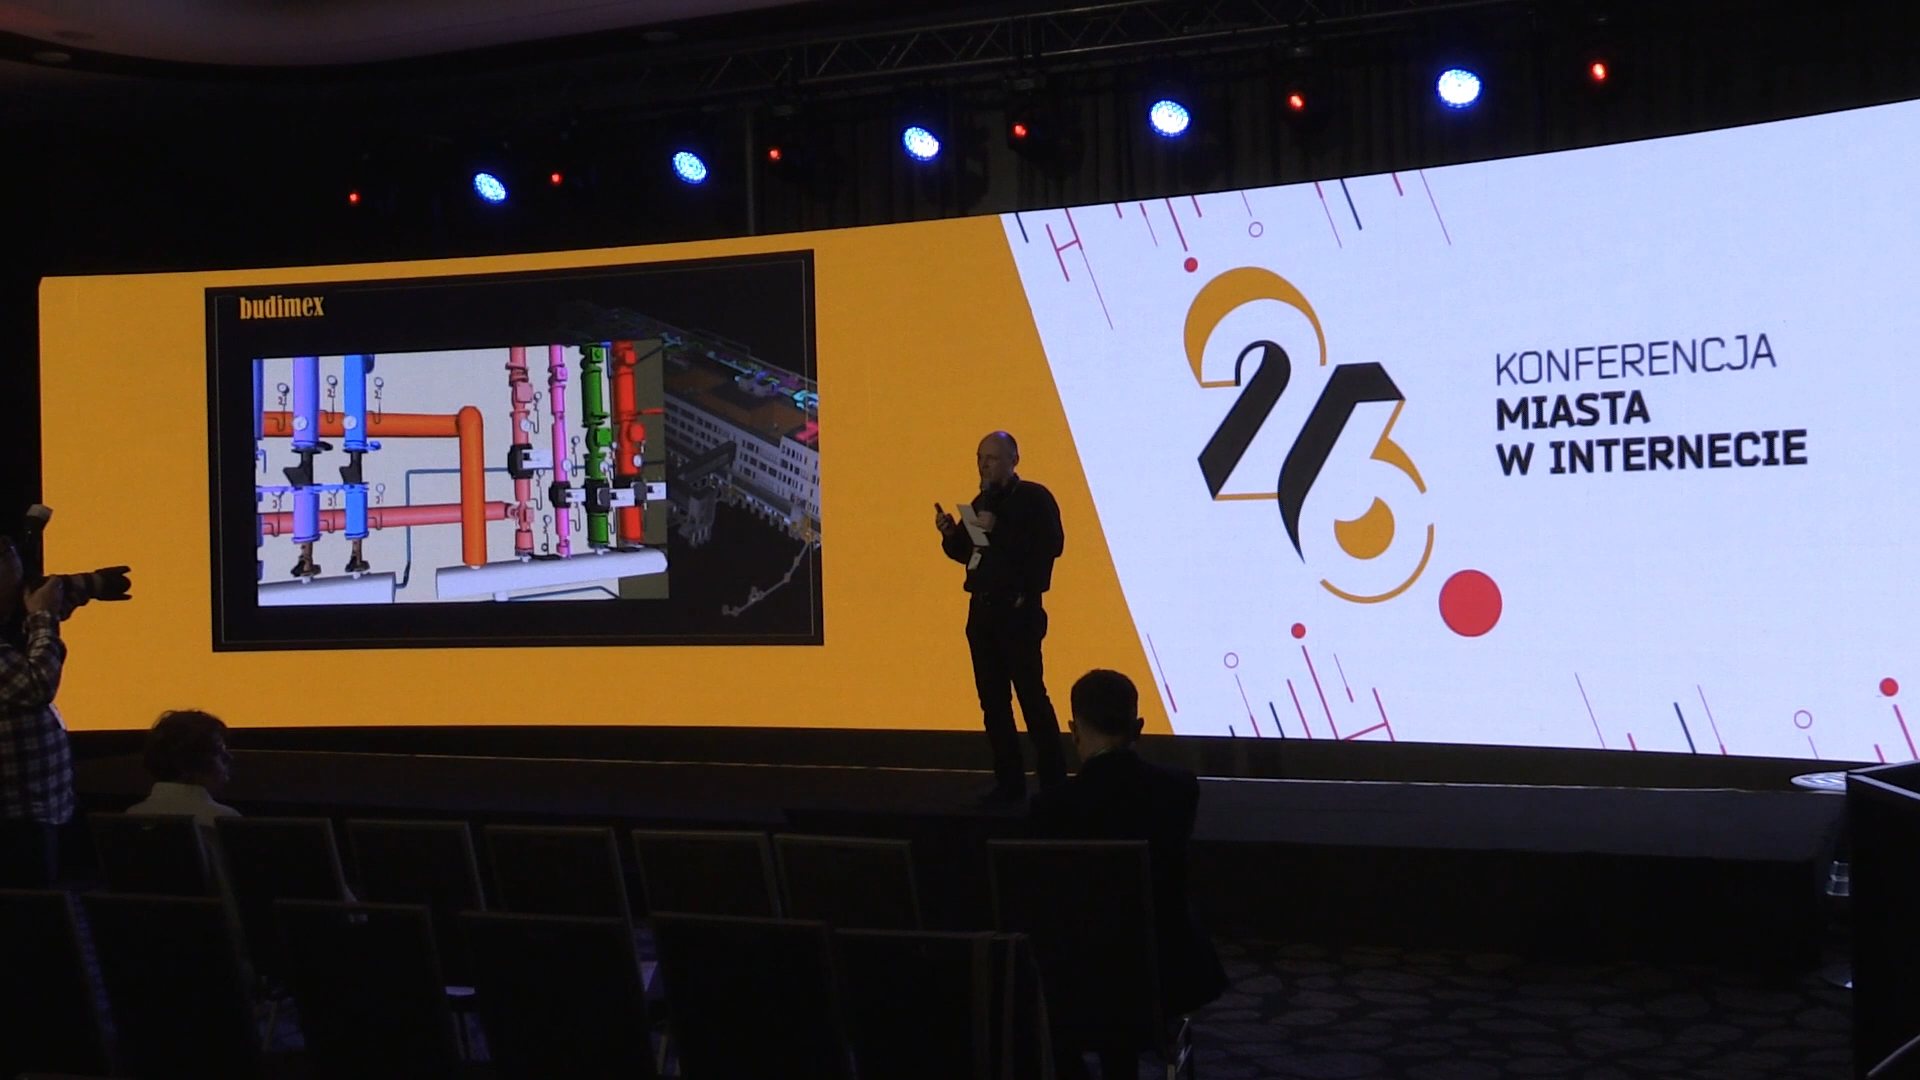 budimex
26
KONFERENCJA
MIASTA
W INTERNECIE